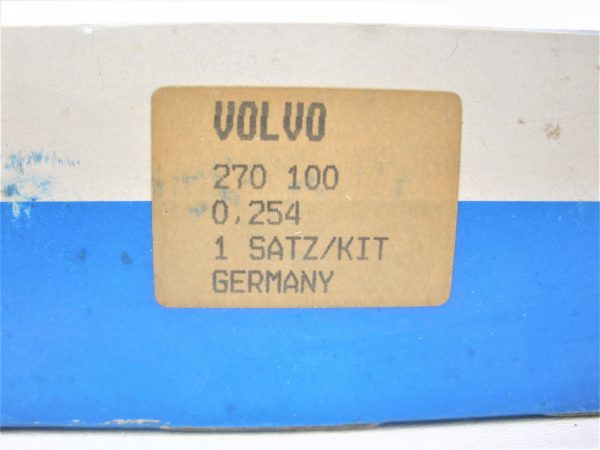 VOLVO
270 100
0,254
1 SATZ/KIT
GERMANY